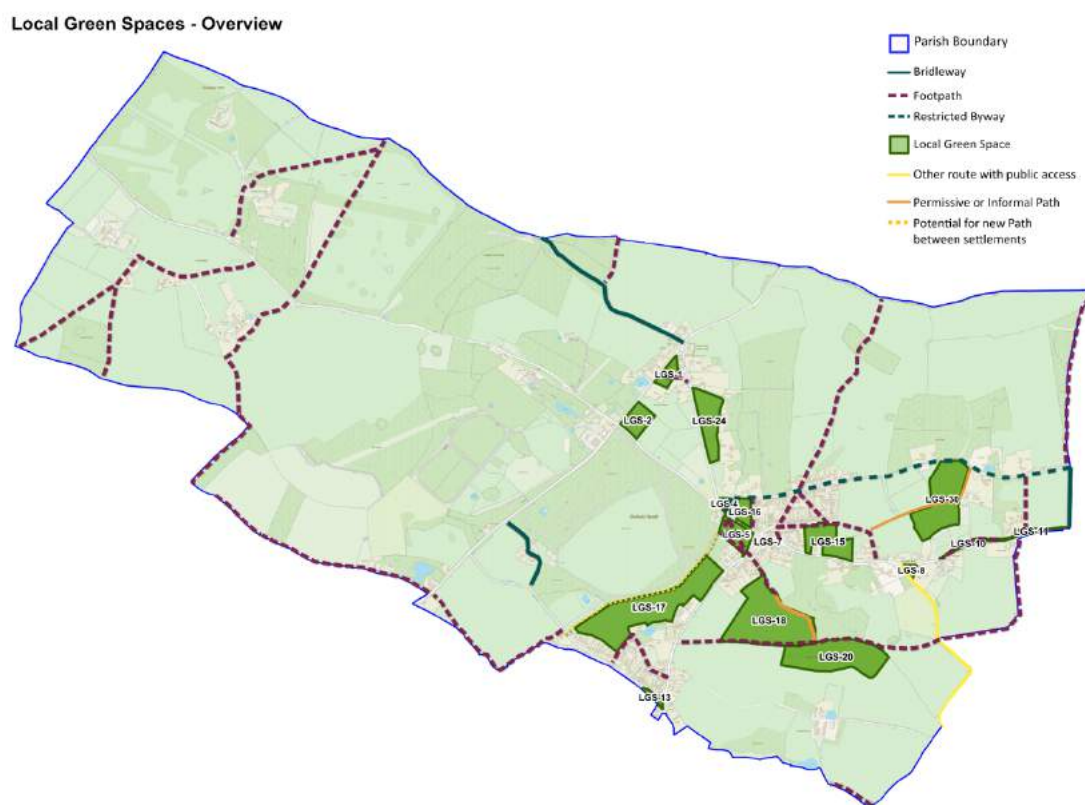 Local Green Spaces - Overview
Parish Boundary
Bridleway
Footpath
Restricted Byway
Local Green Space
Other route with public access
Permissive or Informal Path
Potential for new Path
between settlements
LGS-1
LGS-2
LGS-24
LGS-4
LGS-16
LGS-5
LGS-7
LGS-15
LGS-30
LGS-10
LGS-11
LGS-8
LGS-17
LGS-18
LGS-20
LGS-13